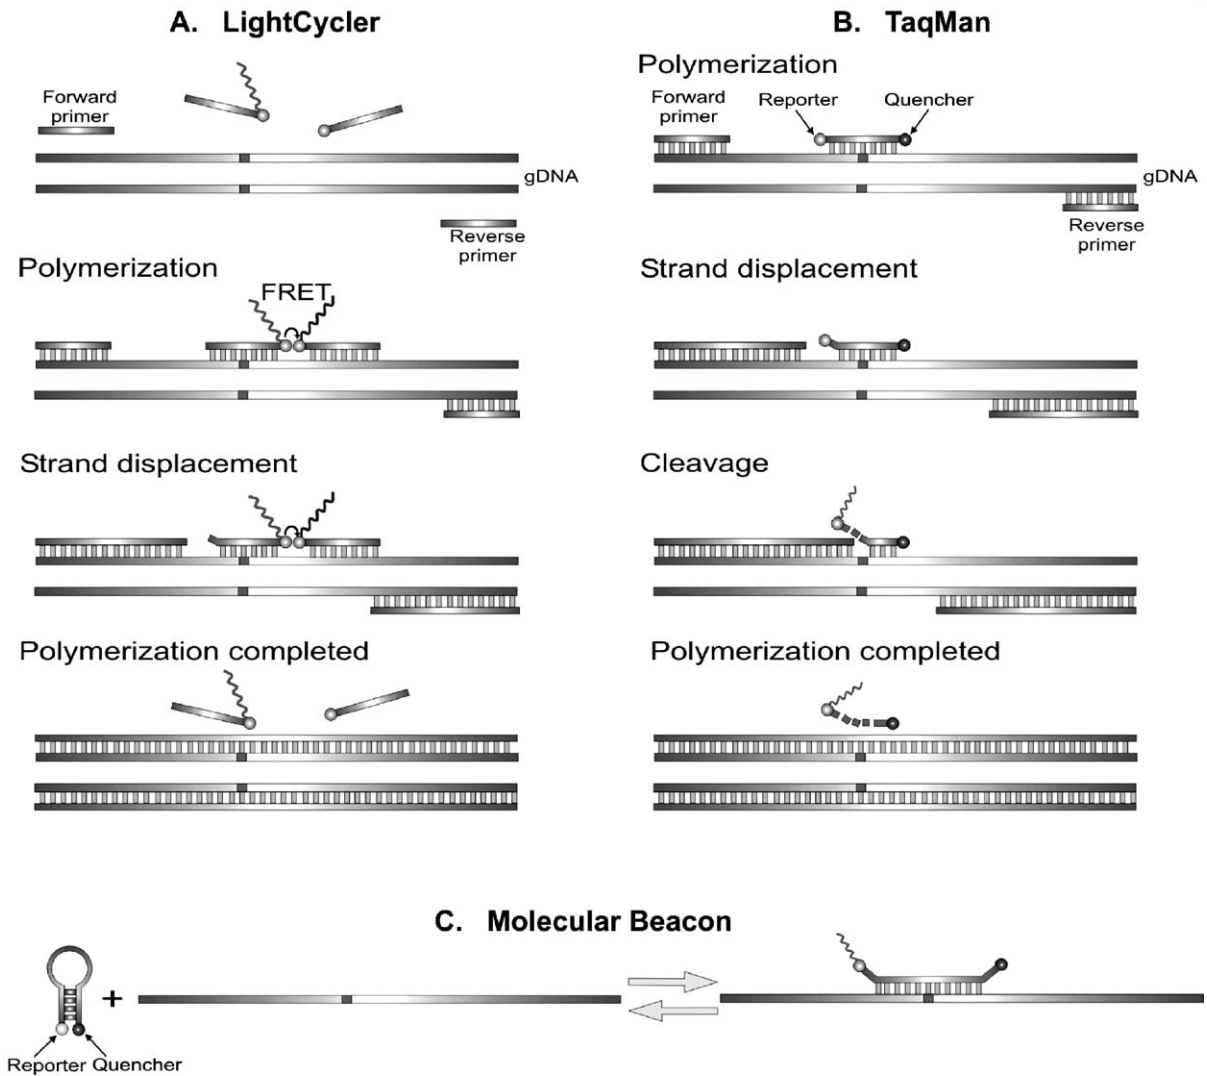 A. LightCycler
Forward
primer
gDNA
Reverse
primer
Polymerization
FRET
Strand displacement
Polymerization completed
B. TaqMan
Polymerization
Forward
primer
Reporter
Quencher
gDNA
Reverse
primer
Strand displacement
Cleavage
Polymerization completed
C. Molecular Beacon
+
Reporter Quencher